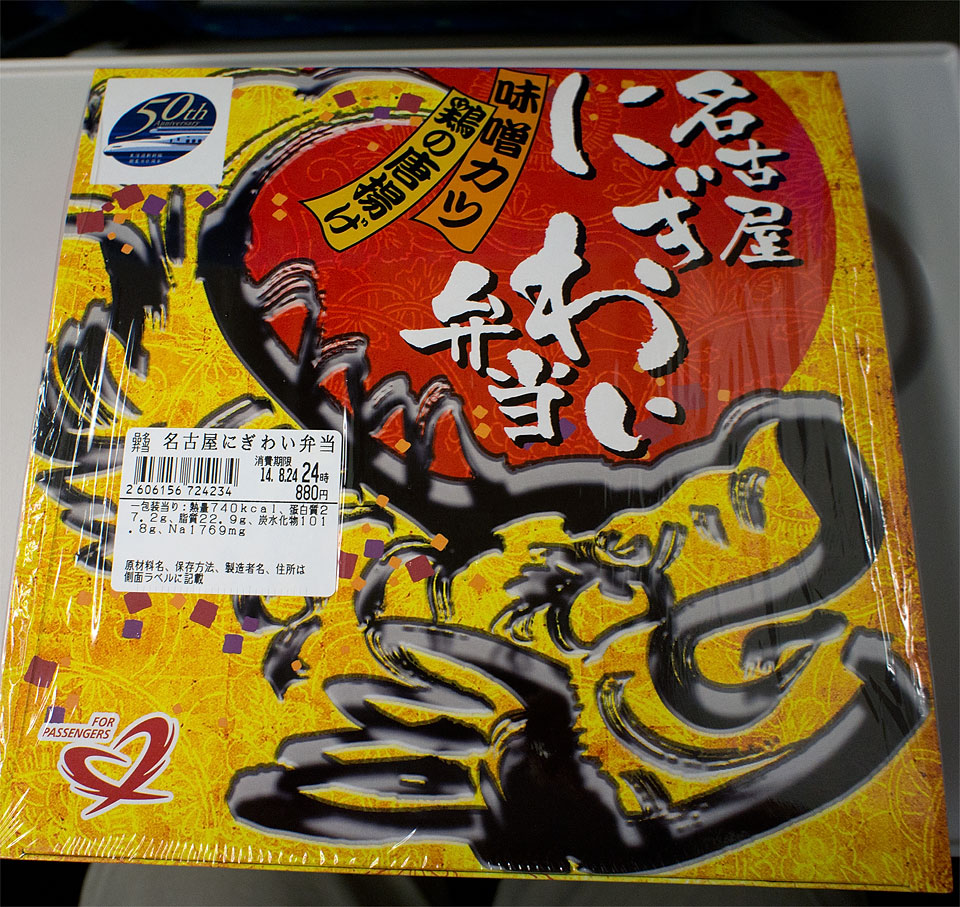 50th
Anniversary
味噌カツ
鶏の唐揚げ
名古屋
にぎわい
弁当
品名
弁当
名古屋にぎわい弁当
消費期限
14. 8.24 24時
2 606156 724234
880円
一包装当り:熱量740kcal、蛋白質2
7.2g、脂質22.9g、炭水化物101
.8g、Na1769mg
原材料名、保存方法、製造者名、住所は
側面ラベルに記載
FOR
PASSENGERS